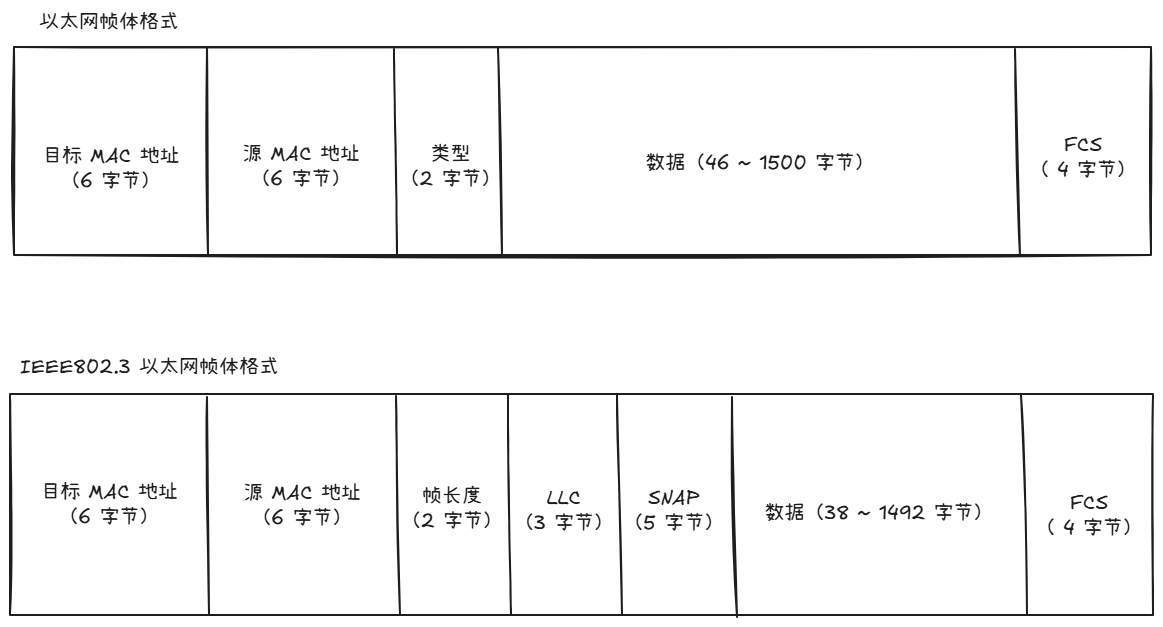 以太网帧体格式
目标 MAC 地址
（6 字节）
源 MAC 地址
（6 字节）
类型
（2 字节）
数据（46 ~ 1500 字节）
FCS
（ 4 字节）
IEEE802.3 以太网帧体格式
目标 MAC 地址
（6 字节）
源 MAC 地址
（6 字节）
帧长度
（2 字节）
LLC
（3 字节）
SNAP
（5 字节）
数据（38 ~ 1492 字节）
FCS
（ 4 字节）